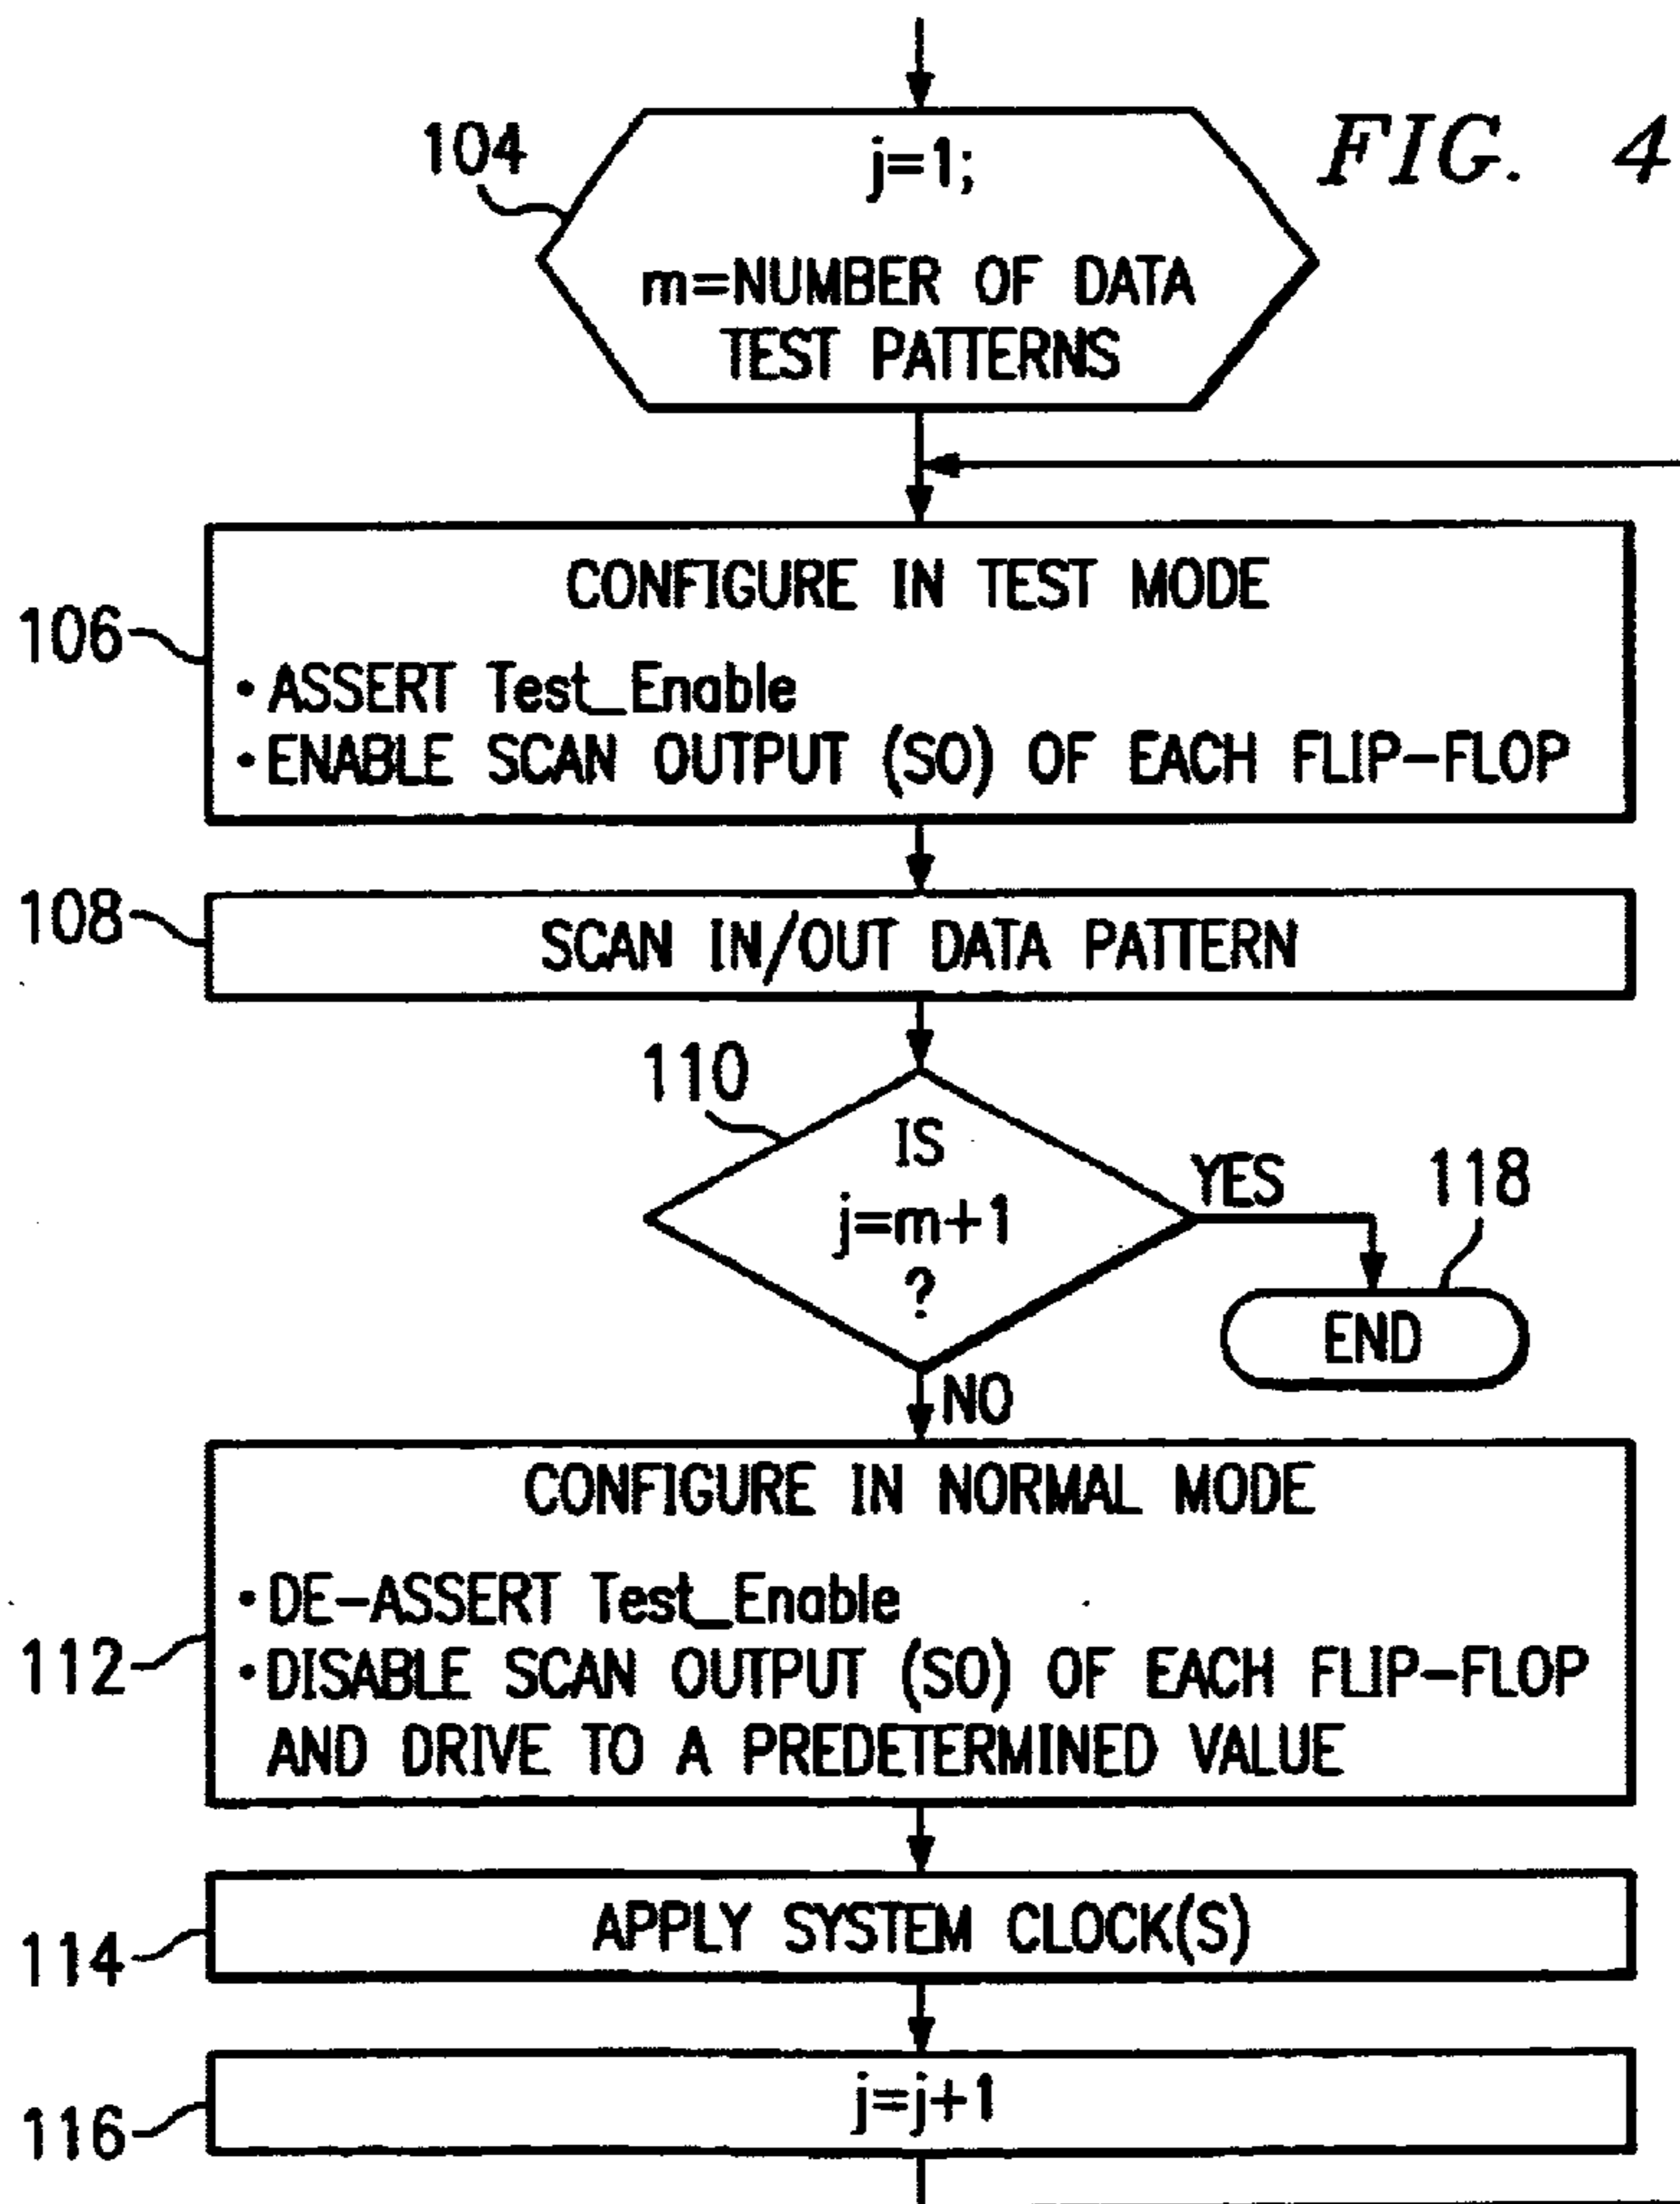 FIG. 4
104
j=1;
m=NUMBER OF DATA
TEST PATTERNS
106
CONFIGURE IN TEST MODE
• ASSERT Test_Enable
• ENABLE SCAN OUTPUT (SO) OF EACH FLIP-FLOP
108
SCAN IN/OUT DATA PATTERN
110
IS
j=m+1
?
YES
118
END
NO
CONFIGURE IN NORMAL MODE
• DE-ASSERT Test_Enable
112
• DISABLE SCAN OUTPUT (SO) OF EACH FLIP-FLOP
AND DRIVE TO A PREDETERMINED VALUE
114
APPLY SYSTEM CLOCK(S)
116
j=j+1